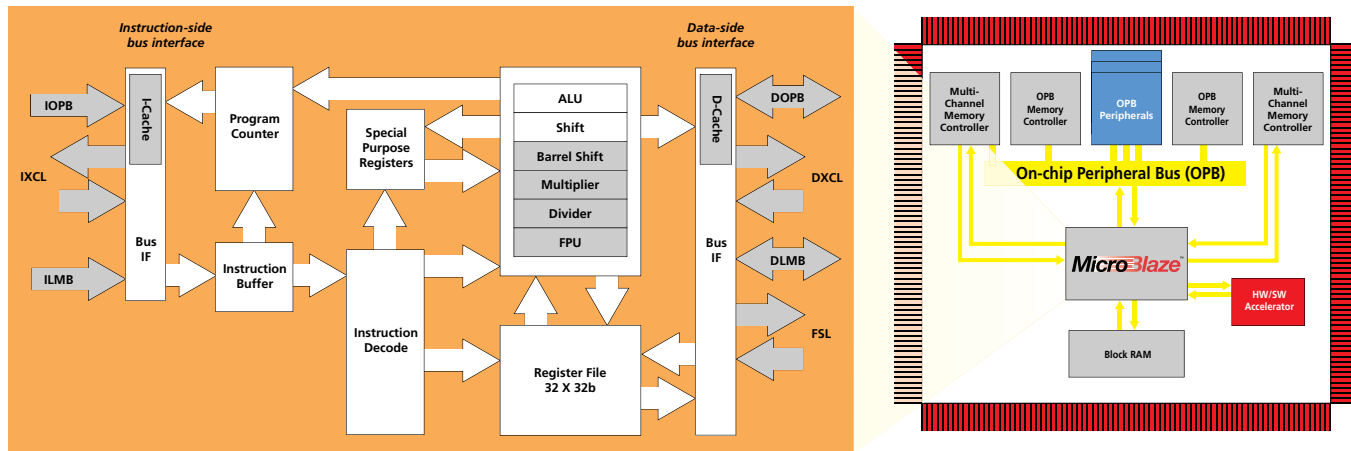 Instruction-side
bus interface
Data-side
bus interface
IOPB
I-Cache
IXCL
Bus
IF
ILMB
Program
Counter
Special
Purpose
Registers
Instruction
Buffer
Instruction
Decode
ALU
Shift
Barrel Shift
Multiplier
Divider
FPU
Register File
32 X 32b
D-Cache
Bus
IF
DOPB
DXCL
DLMB
FSL
Multi-
Channel
Memory
Controller
OPB
Memory
Controller
OPB
Peripherals
OPB
Memory
Controller
Multi-
Channel
Memory
Controller
On-chip Peripheral Bus (OPB)
MicroBlaze™
HW/SW
Accelerator
Block RAM